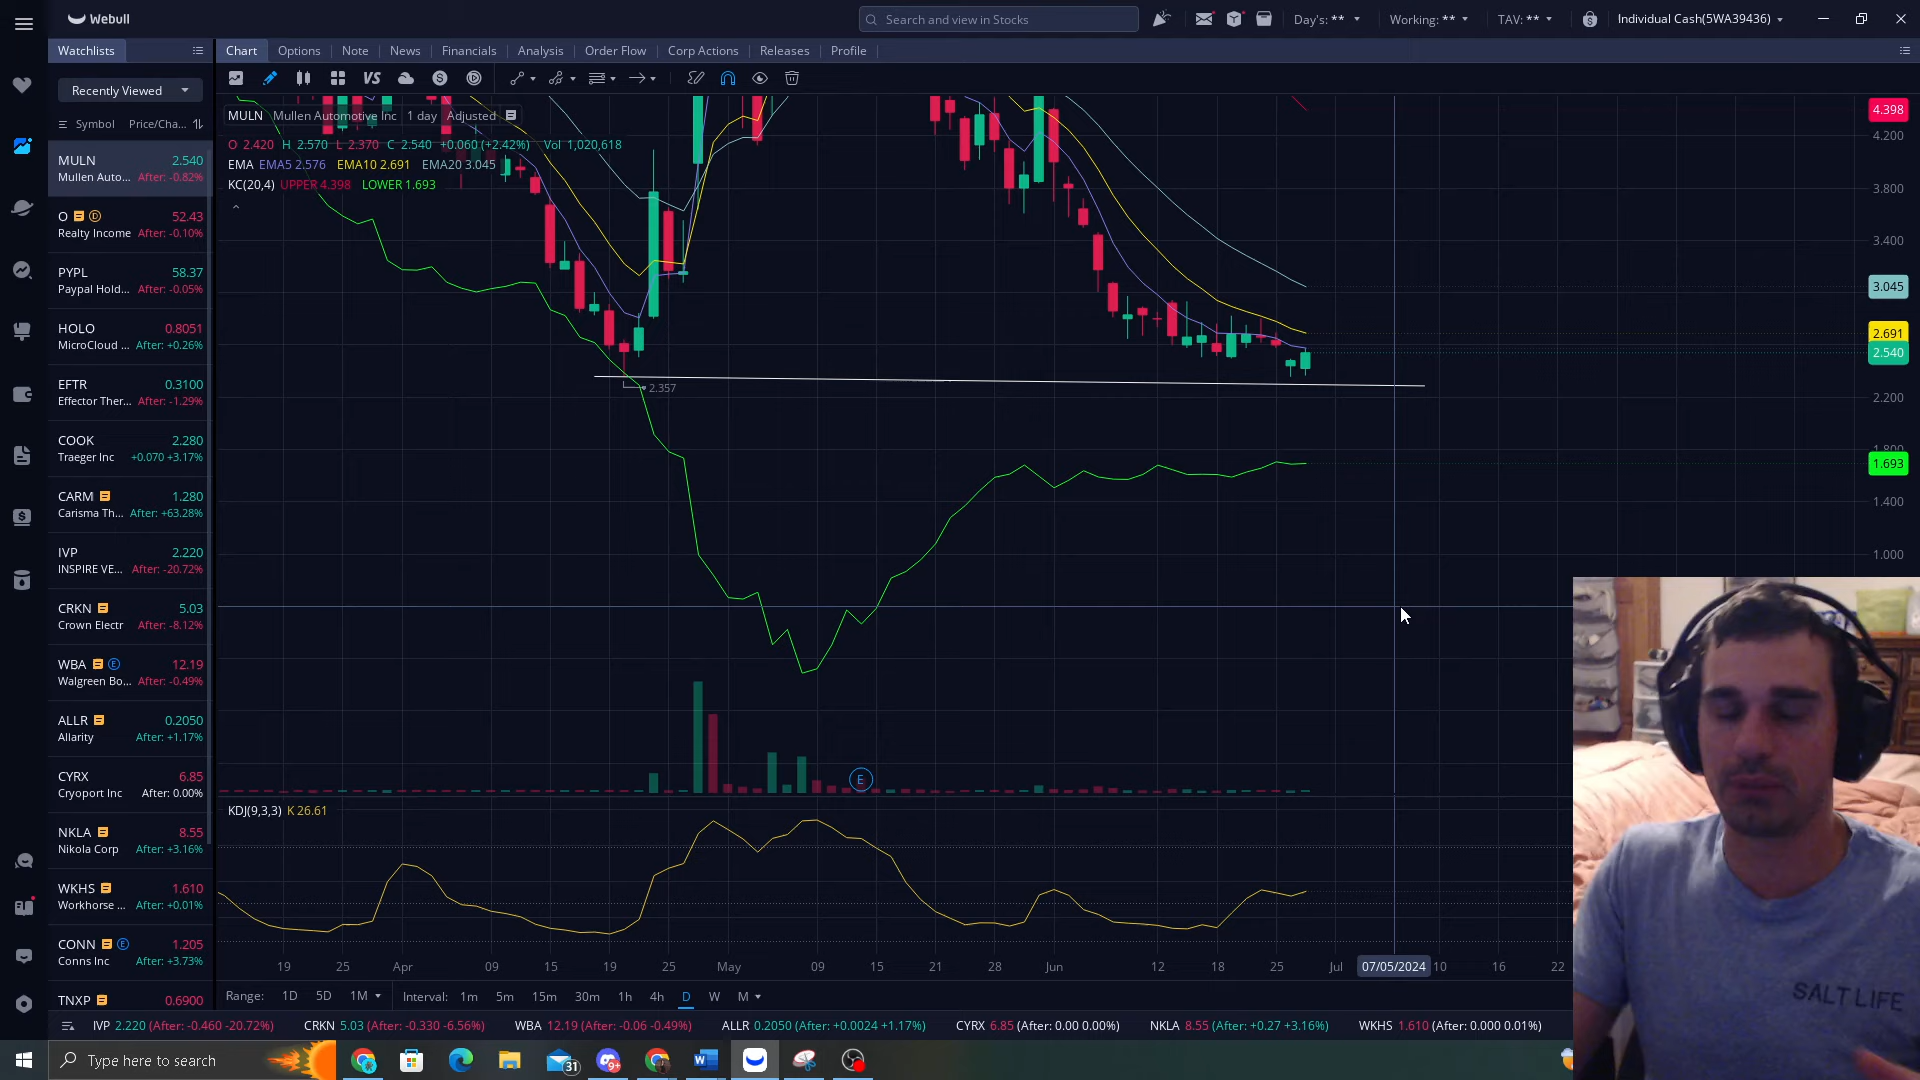 Webull
Search and view in Stocks
Day's: **
Working: **
TAV: **
Individual Cash(5WA39436)
Watchlists
Chart Options Note News Financials Analysis Order Flow Corp Actions Releases Profile
Recently Viewed
VS
S
Symbol Price/Cha...
MULN 2.540
Mullen Auto... After: -0.82%
O D 52.43
Realty Income After: -0.10%
PYPL 58.37
Paypal Hold... After: -0.05%
HOLO 0.8051
MicroCloud ... After: +0.26%
EFTR 0.3100
Effector Ther... After: -1.29%
COOK 2.280
Traeger Inc +0.070 +3.17%
CARM 1.280
Carisma Th... After: +63.28%
IVP 2.220
INSPIRE VE... After: -20.72%
CRKN 5.03
Crown Electr After: -8.12%
WBA E 12.19
Walgreen Bo... After: -0.49%
ALLR 0.2050
Allarity After: +1.17%
CYRX 6.85
Cryoport Inc After: 0.00%
NKLA 8.55
Nikola Corp After: +3.16%
WKHS 1.610
Workhorse ... After: +0.01%
CONN E 1.205
Conns Inc After: +3.73%
TNXP 0.6900
MULN Mullen Automotive Inc 1 day Adjusted
O 2.420 H 2.570 L 2.370 C 2.540 +0.060 (+2.42%) Vol 1,020,618
EMA EMA5 2.576 EMA10 2.691 EMA20 3.045
KC(20,4) UPPER 4.398 LOWER 1.693
2.357
4.398
4.200
3.800
3.400
3.045
2.691
2.540
2.200
1.800
1.693
1.400
1.000
E
KDJ(9,3,3) K 26.61
19 25 Apr 09 15 19 25 May 09 15 21 28 Jun 12 18 25 Jul 07/05/2024 10 16 22
Range: 1D 5D 1M Interval: 1m 5m 15m 30m 1h 4h D W M
IVP 2.220 (After: -0.460 -20.72%) CRKN 5.03 (After: -0.330 -6.56%) WBA 12.19 (After: -0.06 -0.49%) ALLR 0.2050 (After: +0.0024 +1.17%) CYRX 6.85 (After: 0.00 0.00%) NKLA 8.55 (After: +0.27 +3.16%) WKHS 1.610 (After: 0.000 0.01%)
SALT LIFE
Type here to search
31
9+